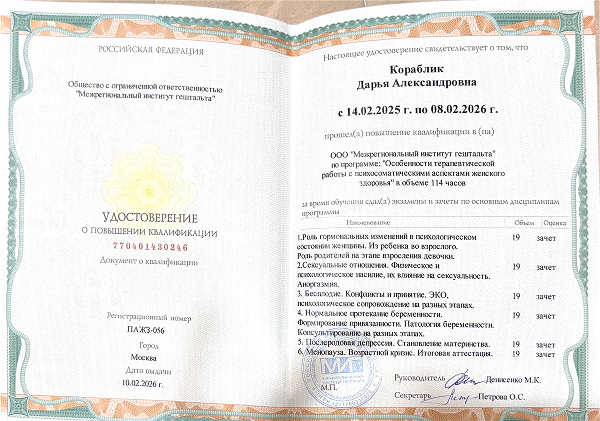 РОССИЙСКАЯ ФЕДЕРАЦИЯ
Общество с ограниченной ответственностью
"Межрегиональный институт гештальта"
УДОСТОВЕРЕНИЕ
О ПОВЫШЕНИИ КВАЛИФИКАЦИИ
770401430246
Документ о квалификации
Регистрационный номер
ПАЖЗ-056
Город
Москва
Дата выдачи
10.02.2026 г.
Настоящее удостоверение свидетельствует о том, что
Кораблик
Дарья Александровна
с 14.02.2025 г. по 08.02.2026 г.
прошел(а) повышение квалификации в (на)
ООО "Межрегиональный институт гештальта"
по программе: "Особенности терапевтической
работы с психосоматическими аспектами женского
здоровья" в объеме 114 часов
за время обучения сдал(а) экзамены и зачеты по основным дисциплинам
программы
Наименование Объем Оценка
1.Роль гормональных изменений в психологическом 19 зачет
состоянии женщины. Из ребенка во взрослого.
Роль родителей на этапе взросления девочки.
2.Сексуальные отношения. Физическое и 19 зачет
психологическое насилие, их влияние на сексуальность.
Аноргазмия.
3. Бесплодие. Конфликты и принятие. ЭКО, 19 зачет
психологическое сопровождение на разных этапах.
4. Нормальное протекание беременности. 19 зачет
Формирование привязанности. Патология беременности.
Консультирование на разных этапах.
5. Послеродовая депрессия. Становление материнства. 19 зачет
6. Менопауза. Возрастной кризис. Итоговая аттестация. 19 зачет
МИГ
М.П.
Руководитель Денисенко М.К.
Секретарь Петрова О.С.